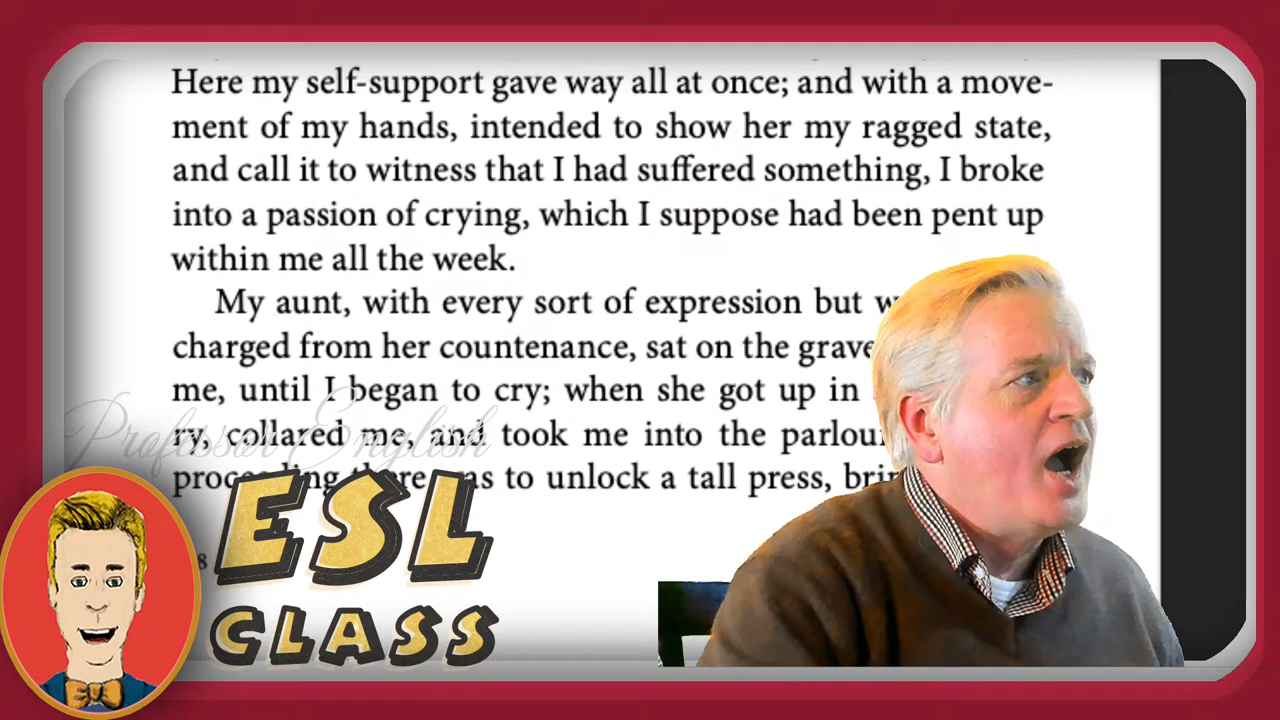 Here my self-support gave way all at once; and with a move-
ment of my hands, intended to show her my ragged state,
and call it to witness that I had suffered something, I broke
into a passion of crying, which I suppose had been pent up
within me all the week.
My aunt, with every sort of expression but
charged from her countenance, sat on the
me, until I began to cry; when she got up in
ry, collared me, and took me into the
to unlock a tall press,
Professor English
8
ESL
CLASS